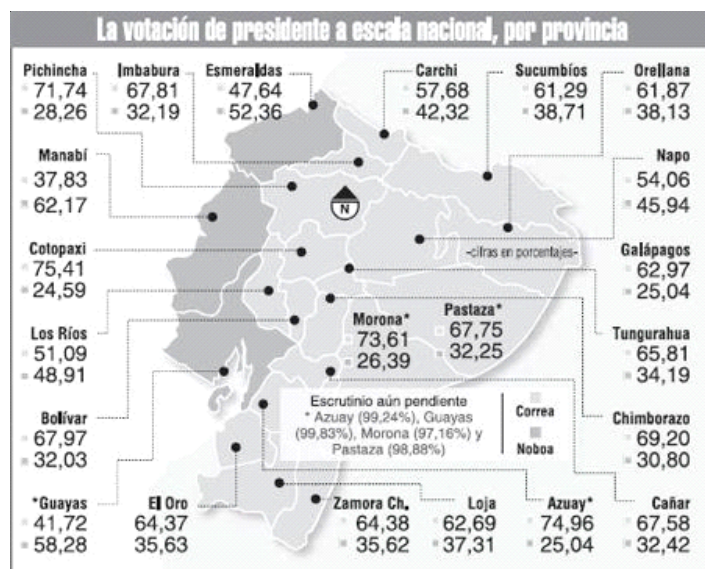 La votación de presidente a escala nacional, por provincia
Pichincha
71,74
28,26
Imbabura
67,81
32,19
Esmeraldas
47,64
52,36
Carchi
57,68
42,32
Sucumbíos
61,29
38,71
Orellana
61,87
38,13
Manabí
37,83
62,17
Napo
54,06
45,94
N
-cifras en porcentajes-
Cotopaxi
75,41
24,59
Galápagos
62,97
25,04
Los Ríos
51,09
48,91
Morona*
73,61
26,39
Pastaza*
67,75
32,25
Tungurahua
65,81
34,19
Bolívar
67,97
32,03
Escrutinio aún pendiente
* Azuay (99,24%), Guayas
(99,83%), Morona (97,16%) y
Pastaza (98,88%)
Correa
Noboa
Chimborazo
69,20
30,80
*Guayas
41,72
58,28
El Oro
64,37
35,63
Zamora Ch.
64,38
35,62
Loja
62,69
37,31
Azuay*
74,96
25,04
Cañar
67,58
32,42